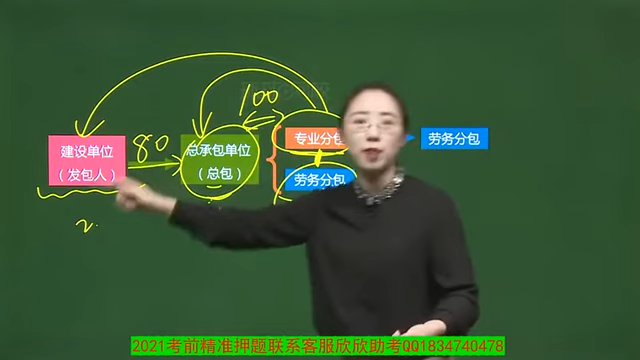 100
80
建设单位
（发包人）
总承包单位
（总包）
专业分包
劳务分包
劳务分包
2.
2021考前精准押题联系客服欣欣助考QQ1834740478